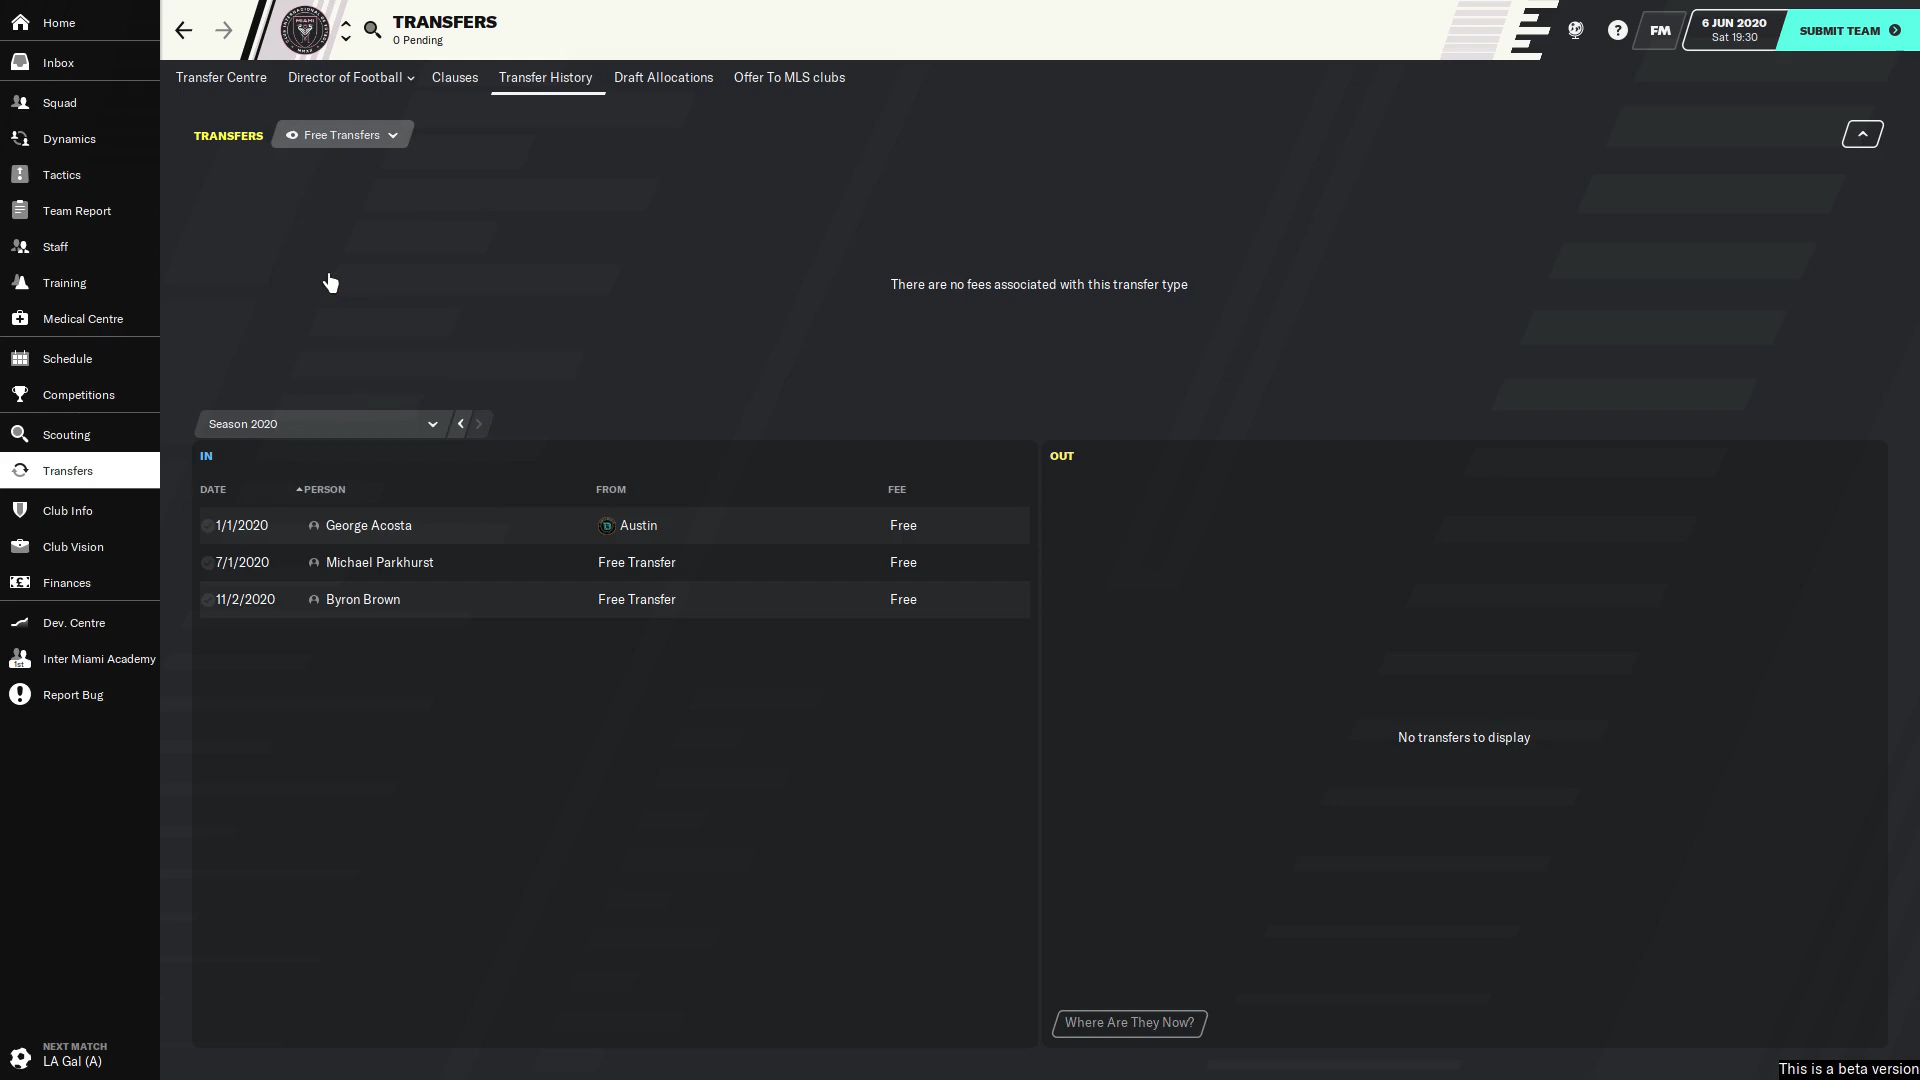 Home
Inbox
Squad
Dynamics
Tactics
Team Report
Staff
Training
Medical Centre
Schedule
Competitions
Scouting
Transfers
Club Info
Club Vision
Finances
Dev. Centre
1st
Inter Miami Academy
Report Bug
NEXT MATCH
LA Gal (A)
MIAMI
TRANSFERS
0 Pending
? FM
6 JUN 2020
Sat 19:30
SUBMIT TEAM
Transfer Centre Director of Football Clauses Transfer History Draft Allocations Offer To MLS clubs
TRANSFERS Free Transfers
There are no fees associated with this transfer type
Season 2020
IN
DATE PERSON FROM FEE
1/1/2020 George Acosta Austin Free
7/1/2020 Michael Parkhurst Free Transfer Free
11/2/2020 Byron Brown Free Transfer Free
OUT
No transfers to display
Where Are They Now?
This is a beta version